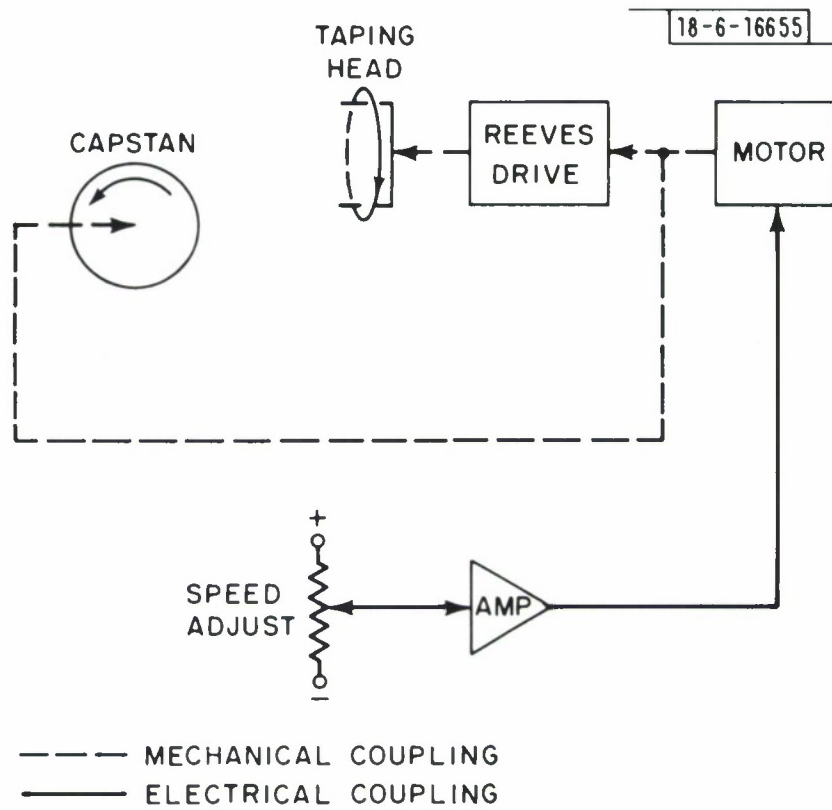 18-6-16655
TAPING
HEAD
CAPSTAN
REEVES
DRIVE
MOTOR
+
SPEED
ADJUST
AMP
–
MECHANICAL COUPLING
ELECTRICAL COUPLING